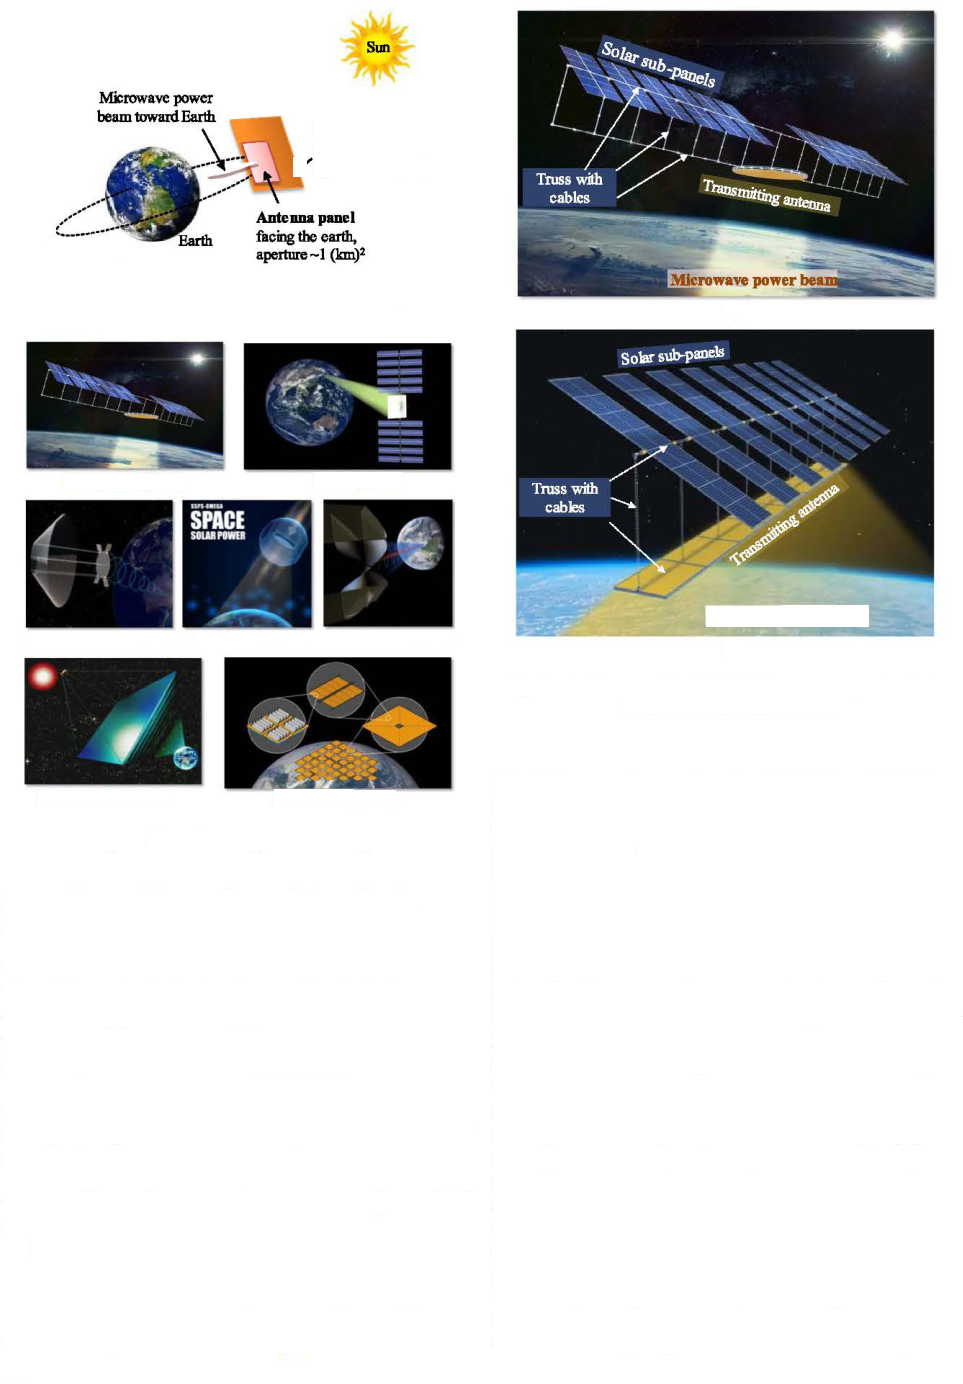 Sun
Microwave power
beam toward Earth
Antenna panel
facing the earth,
aperture ~1 (km)²
Earth
SSPS-OMEGA
SPACE
SOLAR POWER
Solar sub-panels
Truss with
cables
Transmitting antenna
Microwave power beam
Solar sub-panels
Truss with
cables
Transmitting antenna